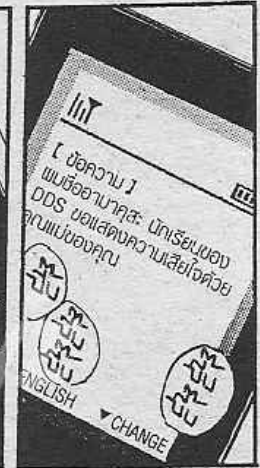 [ ข้อความ ]
ผมชื่ออามาคุสะ นักเรียนของ
DDS ขอแสดงความเสียใจด้วย
คุณแม่ของคุณ
ENGLISH ▼CHANGE